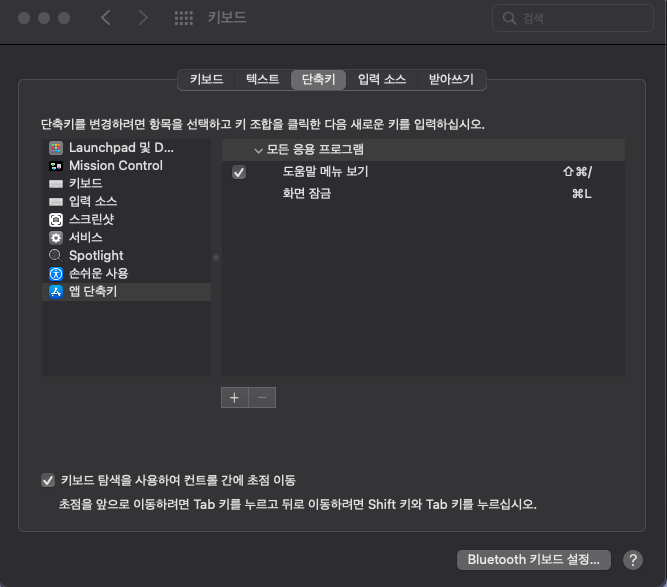 키보드
검색
키보드
텍스트
단축키
입력 소스
받아쓰기
단축키를 변경하려면 항목을 선택하고 키 조합을 클릭한 다음 새로운 키를 입력하십시오.
Launchpad 및 D...
Mission Control
키보드
입력 소스
스크린샷
서비스
Spotlight
손쉬운 사용
앱 단축키
모든 응용 프로그램
도움말 메뉴 보기 ⇧⌘/
화면 잠금 ⌘L
키보드 탐색을 사용하여 컨트롤 간에 초점 이동
초점을 앞으로 이동하려면 Tab 키를 누르고 뒤로 이동하려면 Shift 키와 Tab 키를 누르십시오.
Bluetooth 키보드 설정... ?